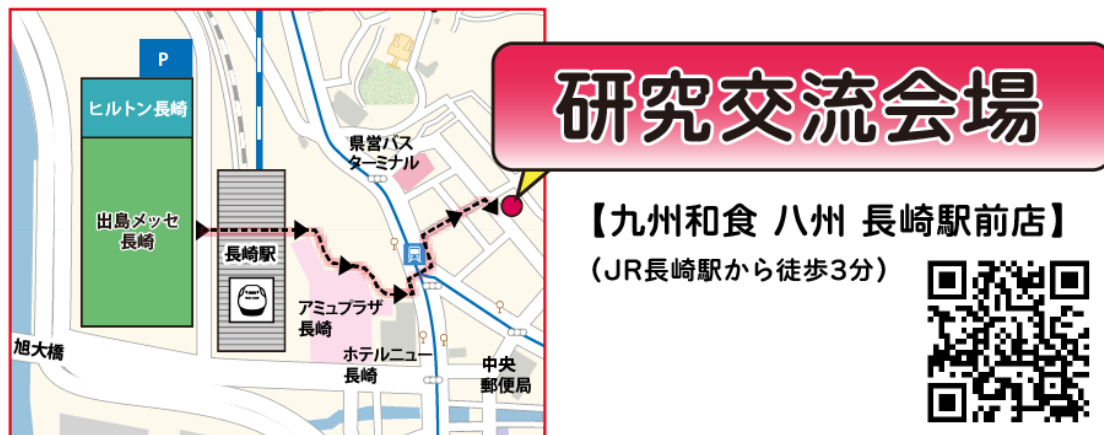 P
ヒルトン長崎
出島メッセ
長崎
長崎駅
県営バス
ターミナル
アミュプラザ
長崎
ホテルニュー
長崎
中央
郵便局
旭大橋
研究交流会場
【九州和食 八州 長崎駅前店】
（JR長崎駅から徒歩3分）